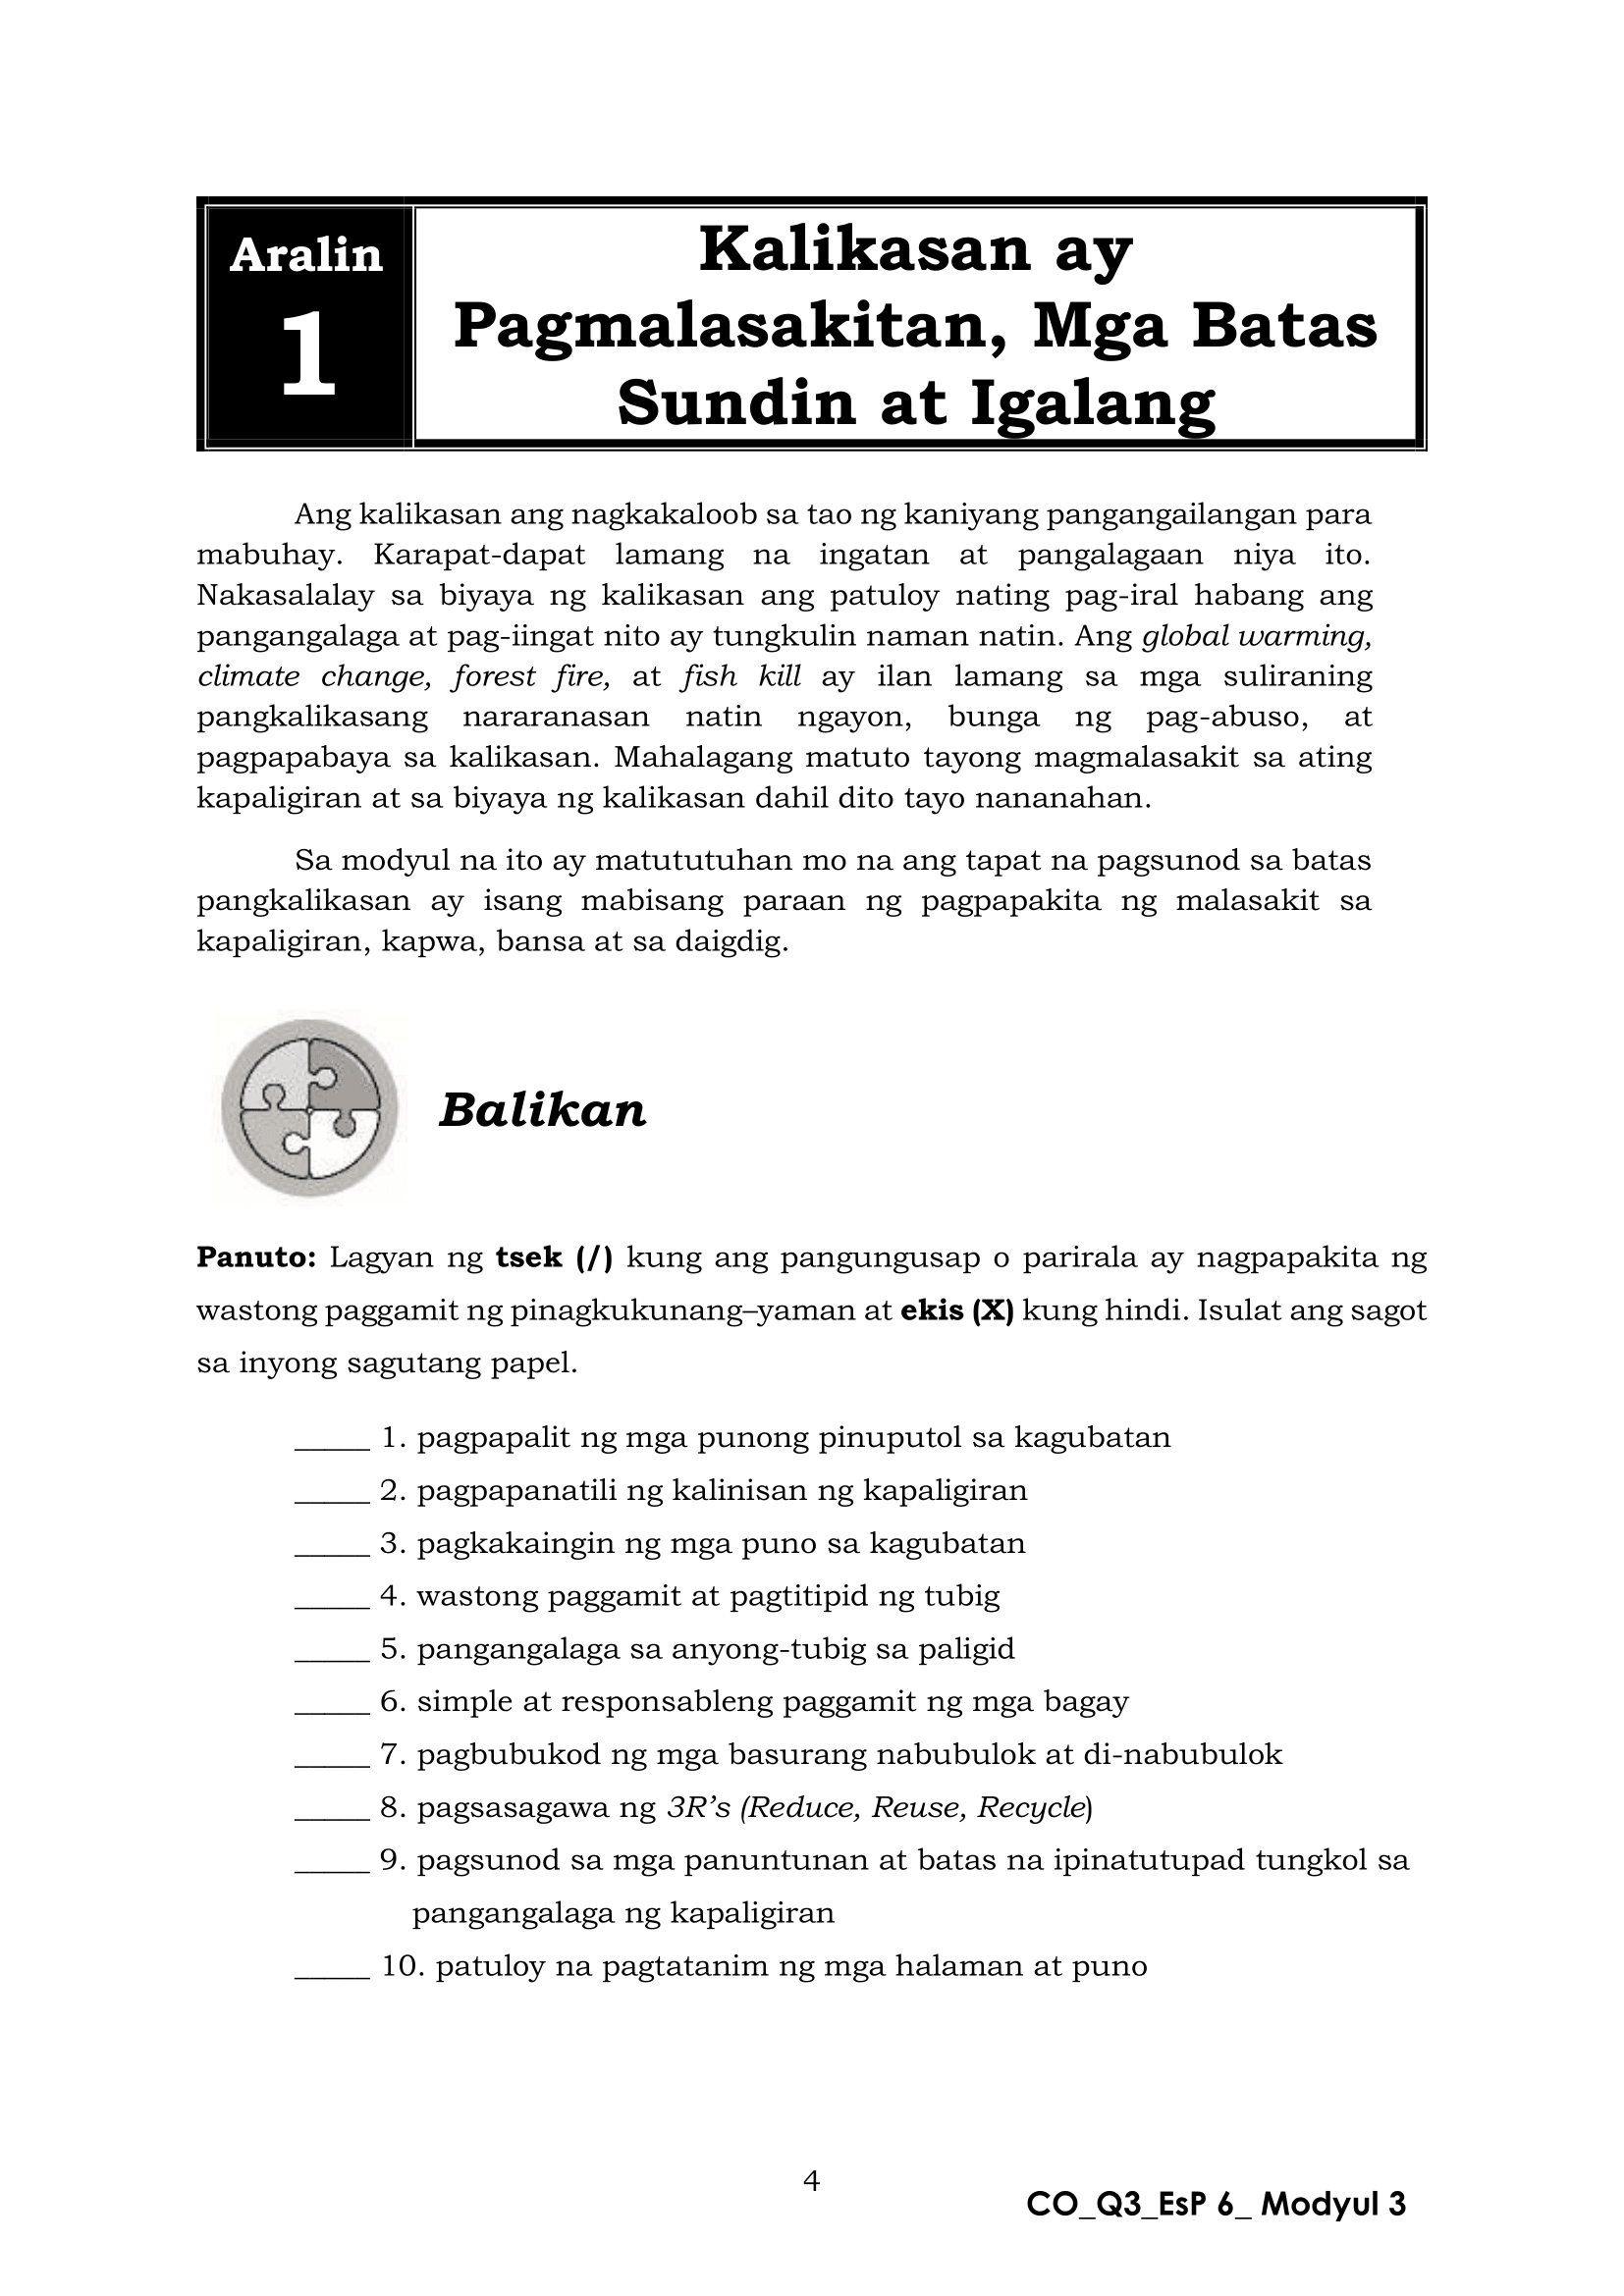 Aralin
1
Kalikasan ay
Pagmalasakitan, Mga Batas
Sundin at Igalang
Ang kalikasan ang nagkakaloob sa tao ng kaniyang pangangailangan para
mabuhay. Karapat-dapat lamang na ingatan at pangalagaan niya ito.
Nakasalalay sa biyaya ng kalikasan ang patuloy nating pag-iral habang ang
pangangalaga at pag-iingat nito ay tungkulin naman natin. Ang global warming,
climate change, forest fire, at fish kill ay ilan lamang sa mga suliraning
pangkalikasang nararanasan natin ngayon, bunga ng pag-abuso, at
pagpapabaya sa kalikasan. Mahalagang matuto tayong magmalasakit sa ating
kapaligiran at sa biyaya ng kalikasan dahil dito tayo nananahan.
Sa modyul na ito ay matututuhan mo na ang tapat na pagsunod sa batas
pangkalikasan ay isang mabisang paraan ng pagpapakita ng malasakit sa
kapaligiran, kapwa, bansa at sa daigdig.
Balikan
Panuto: Lagyan ng tsek (/) kung ang pangungusap o parirala ay nagpapakita ng
wastong paggamit ng pinagkukunang–yaman at ekis (X) kung hindi. Isulat ang sagot
sa inyong sagutang papel.
_____ 1. pagpapalit ng mga punong pinuputol sa kagubatan
_____ 2. pagpapanatili ng kalinisan ng kapaligiran
_____ 3. pagkakaingin ng mga puno sa kagubatan
_____ 4. wastong paggamit at pagtitipid ng tubig
_____ 5. pangangalaga sa anyong-tubig sa paligid
_____ 6. simple at responsableng paggamit ng mga bagay
_____ 7. pagbubukod ng mga basurang nabubulok at di-nabubulok
_____ 8. pagsasagawa ng 3R’s (Reduce, Reuse, Recycle)
_____ 9. pagsunod sa mga panuntunan at batas na ipinatutupad tungkol sa
pangangalaga ng kapaligiran
_____ 10. patuloy na pagtatanim ng mga halaman at puno
4
CO_Q3_EsP 6_ Modyul 3